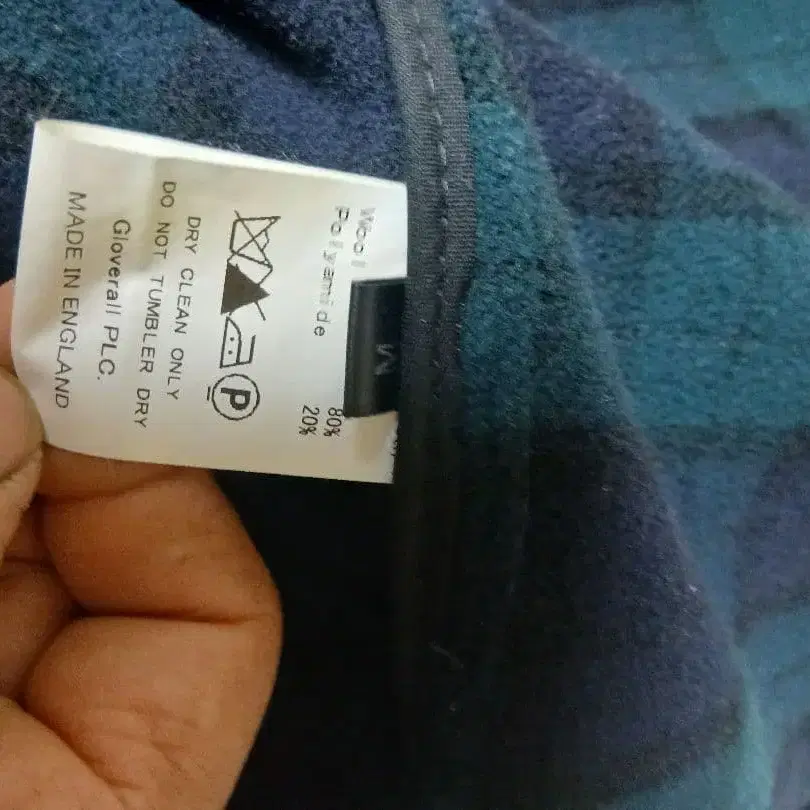 Wool 80%
Polyamide 20%
P
DRY CLEAN ONLY
DO NOT TUMBLER DRY
Gloverall PLC.
MADE IN ENGLAND
M